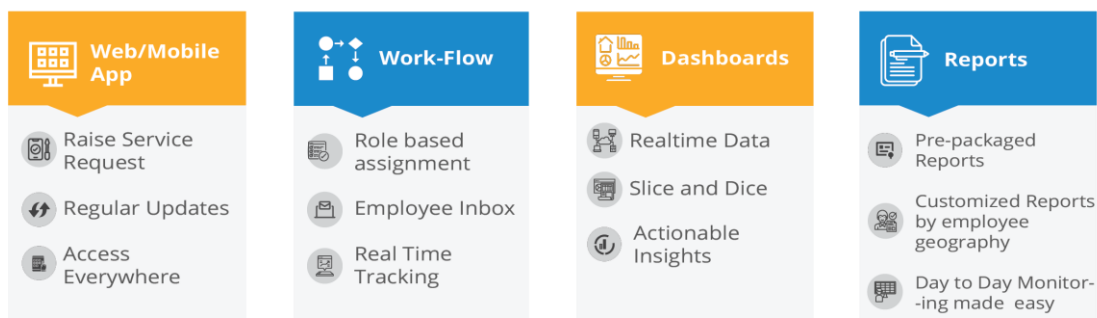 Web/Mobile
App
Raise Service
Request
Regular Updates
Access
Everywhere
Work-Flow
Role based
assignment
Employee Inbox
Real Time
Tracking
Dashboards
Realtime Data
Slice and Dice
Actionable
Insights
Reports
Pre-packaged
Reports
Customized Reports
by employee
geography
Day to Day Monitor-
-ing made easy